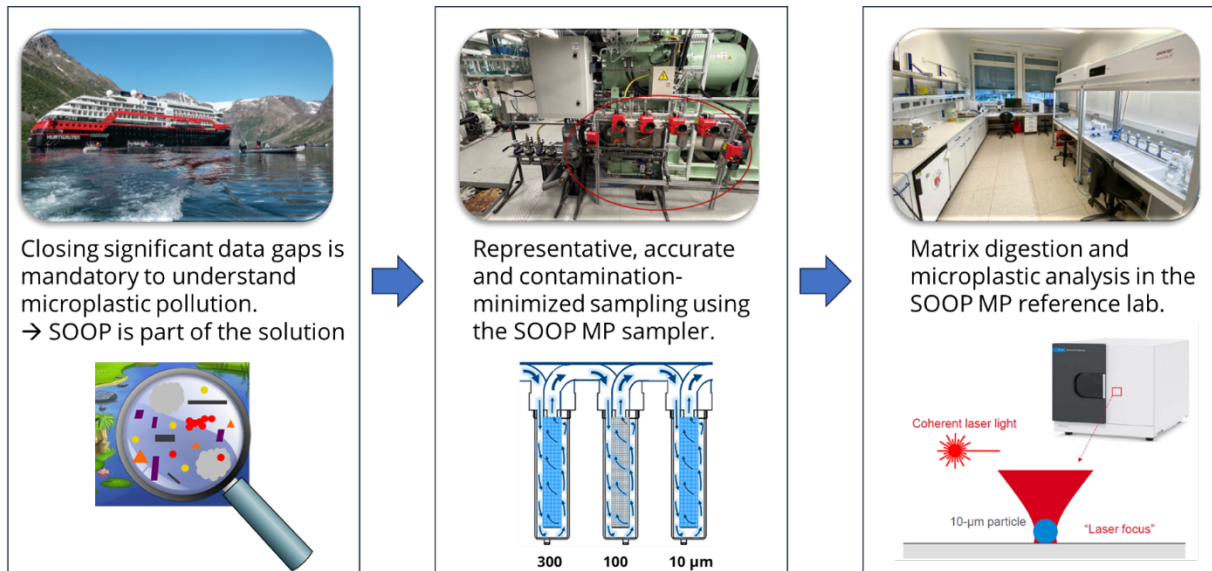 HURTIGRUTEN
Closing significant data gaps is
mandatory to understand
microplastic pollution.
→ SOOP is part of the solution
Representative, accurate
and contamination-
minimized sampling using
the SOOP MP sampler.
300 100 10 µm
Matrix digestion and
microplastic analysis in the
SOOP MP reference lab.
Coherent laser light
10-µm particle
"Laser focus"